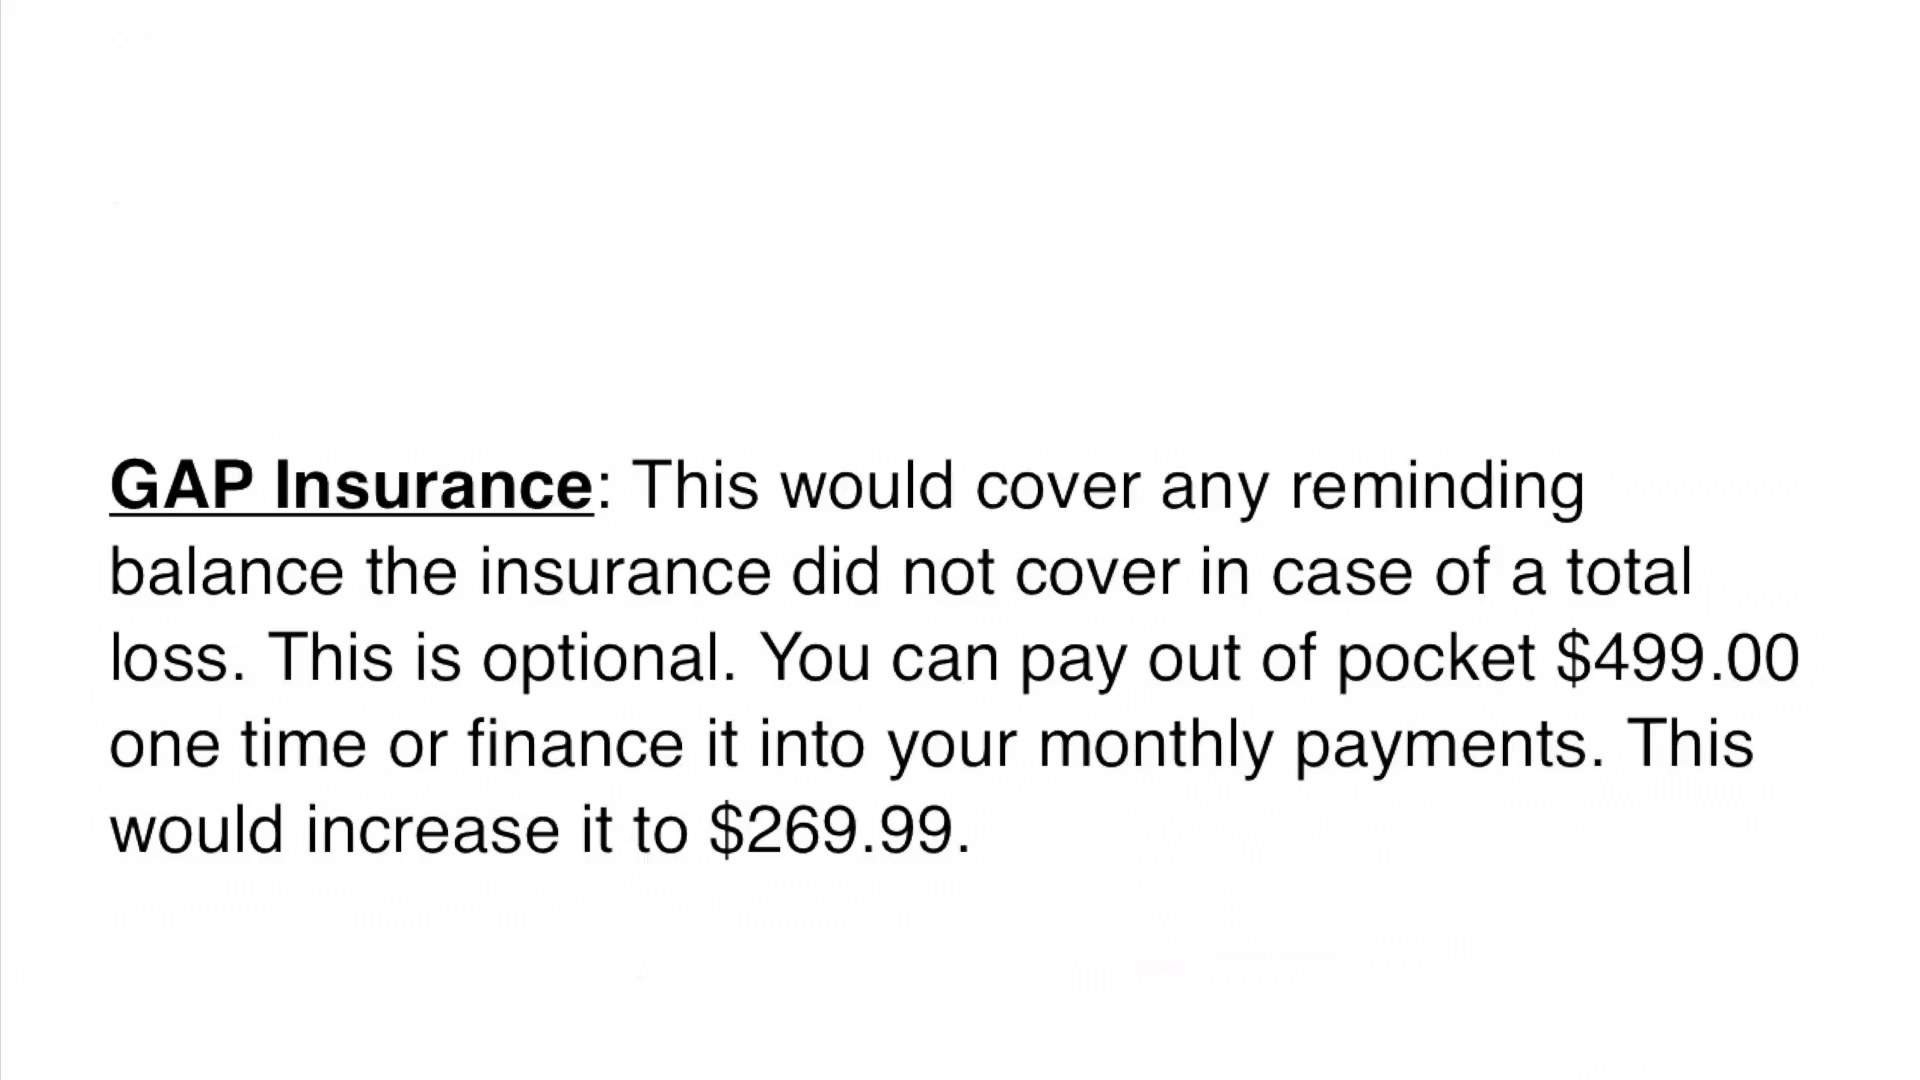 GAP Insurance: This would cover any reminding
balance the insurance did not cover in case of a total
loss. This is optional. You can pay out of pocket $499.00
one time or finance it into your monthly payments. This
would increase it to $269.99.